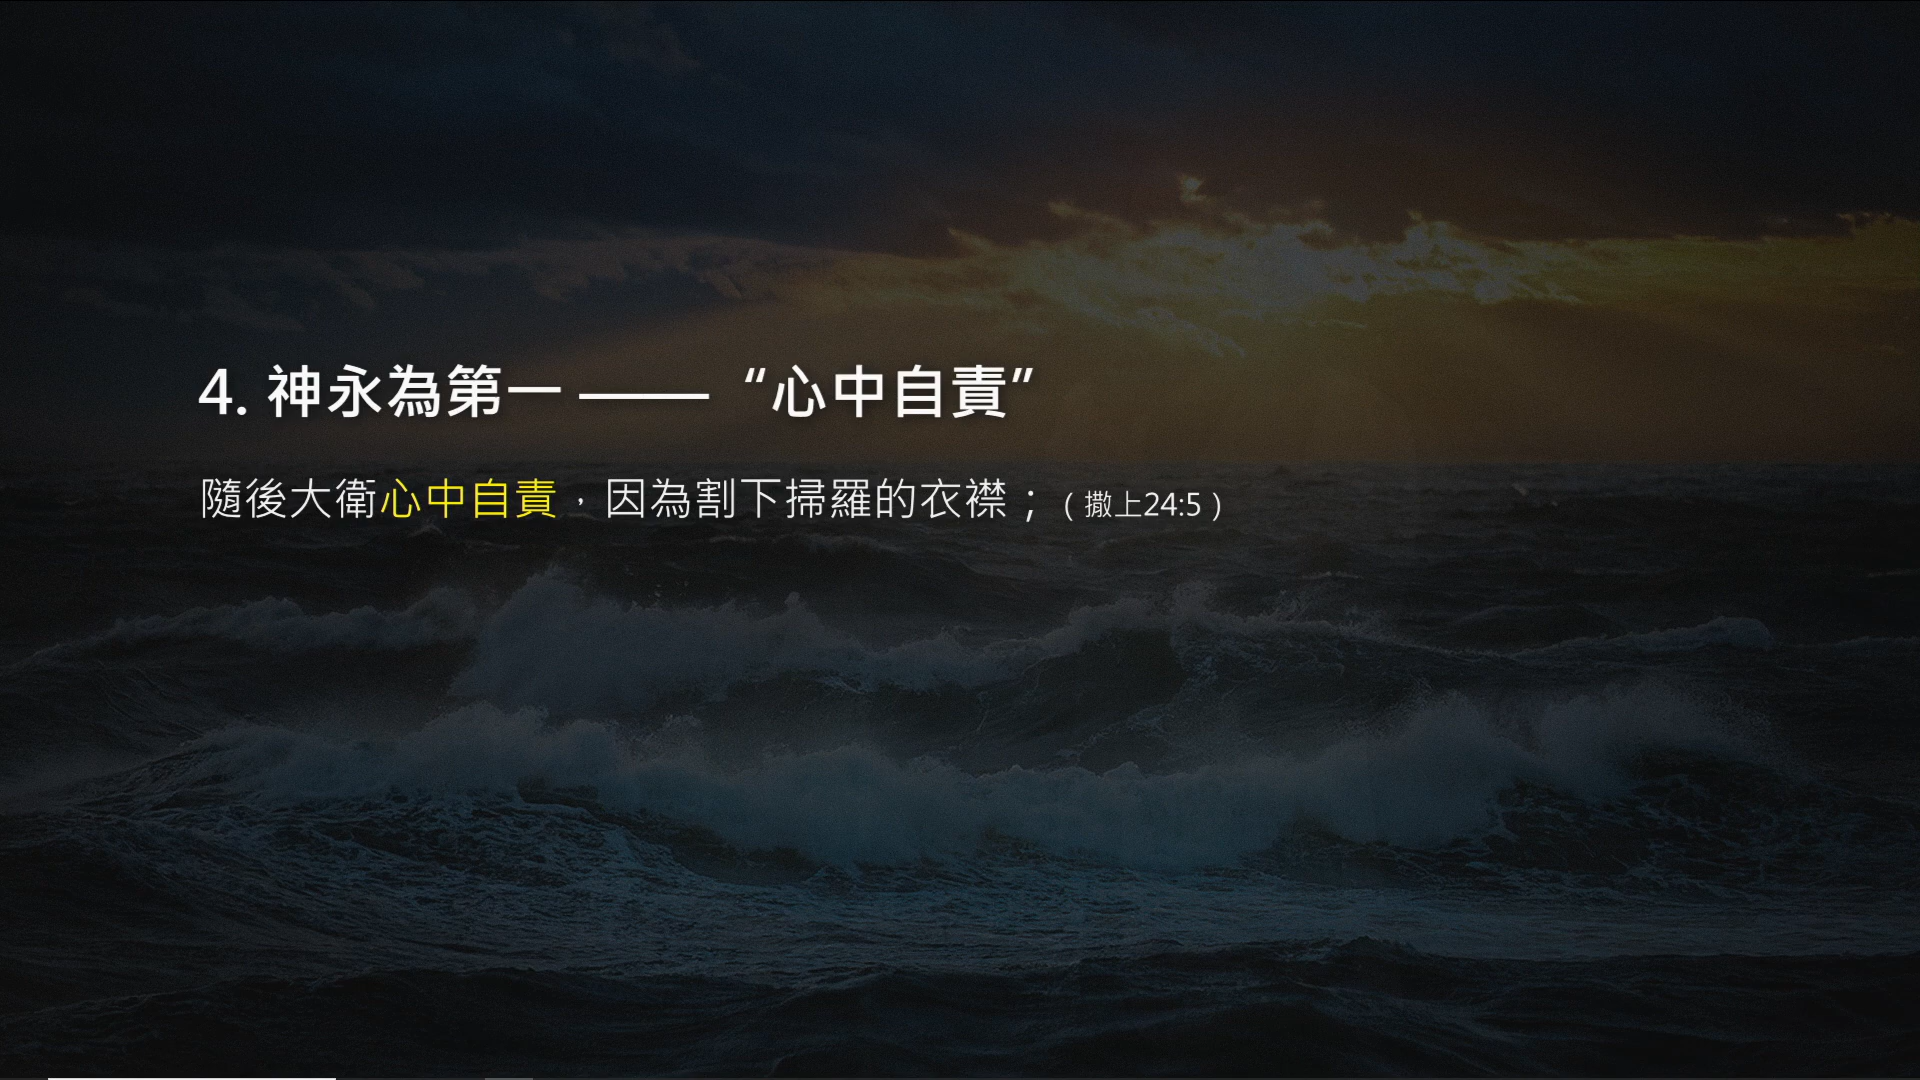 4. 神永為第一 —— “心中自責”
隨後大衛心中自責，因為割下掃羅的衣襟；（撒上24:5）